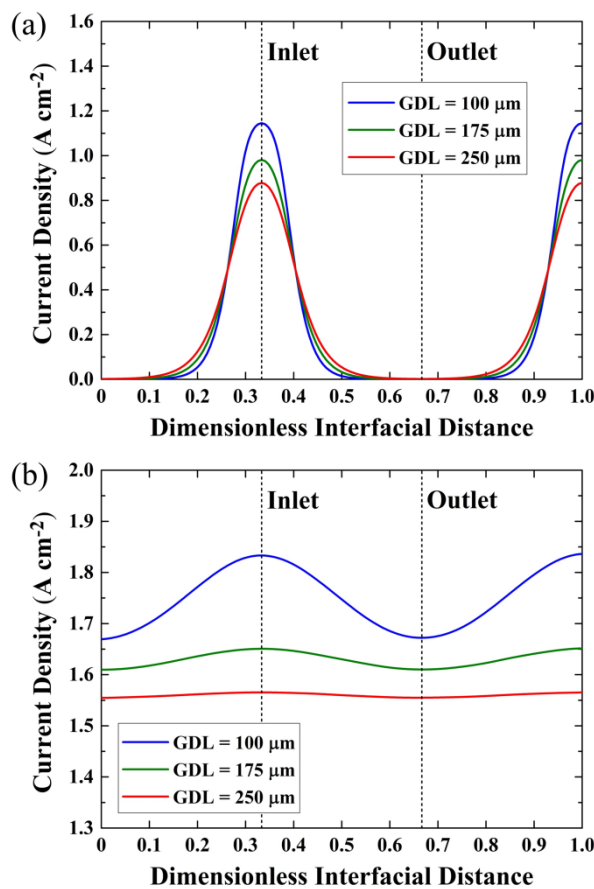 (a)
1.6
1.4
1.2
1.0
0.8
0.6
0.4
0.2
0.0
Current Density (A cm-2)
Inlet
Outlet
GDL = 100 μm
GDL = 175 μm
GDL = 250 μm
0 0.1 0.2 0.3 0.4 0.5 0.6 0.7 0.8 0.9 1.0
Dimensionless Interfacial Distance
(b)
2.0
1.9
1.8
1.7
1.6
1.5
1.4
1.3
Current Density (A cm-2)
Inlet
Outlet
GDL = 100 μm
GDL = 175 μm
GDL = 250 μm
0 0.1 0.2 0.3 0.4 0.5 0.6 0.7 0.8 0.9 1.0
Dimensionless Interfacial Distance